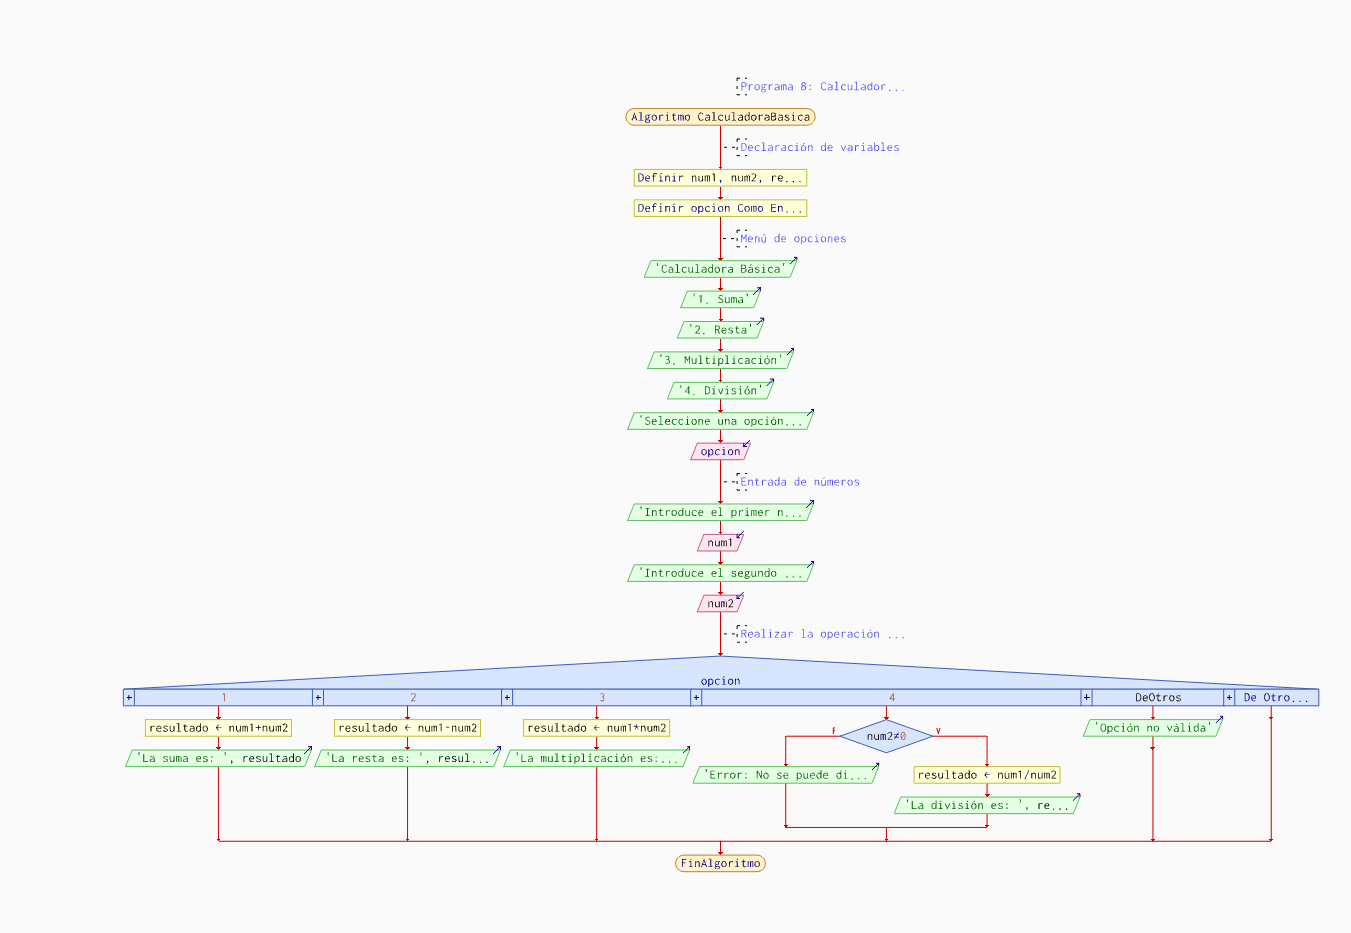 Programa 8: Calculador...
Algoritmo CalculadoraBasica
Declaración de variables
Definir num1, num2, re...
Definir opcion Como En...
Menú de opciones
'Calculadora Básica'
'1. Suma'
'2. Resta'
'3. Multiplicación'
'4. División'
'Seleccione una opción...
opcion
Entrada de números
'Introduce el primer n...
num1
'Introduce el segundo ...
num2
Realizar la operación ...
opcion
+ 1 + 2 + 3 + 4 + DeOtros + De Otro...
resultado ← num1+num2 resultado ← num1-num2 resultado ← num1*num2 F num2≠0 V 'Opción no válida'
'La suma es: ', resultado 'La resta es: ', resul... 'La multiplicación es:...
'Error: No se puede di... resultado ← num1/num2
'La división es: ', re...
FinAlgoritmo